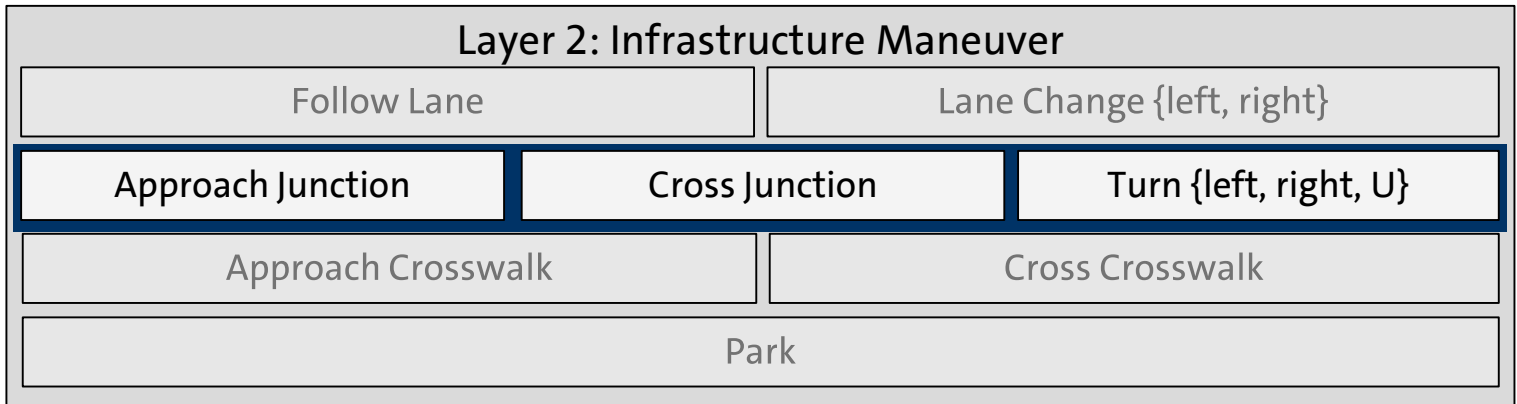 Layer 2: Infrastructure Maneuver
Follow Lane
Lane Change {left, right}
Approach Junction
Cross Junction
Turn {left, right, U}
Approach Crosswalk
Cross Crosswalk
Park